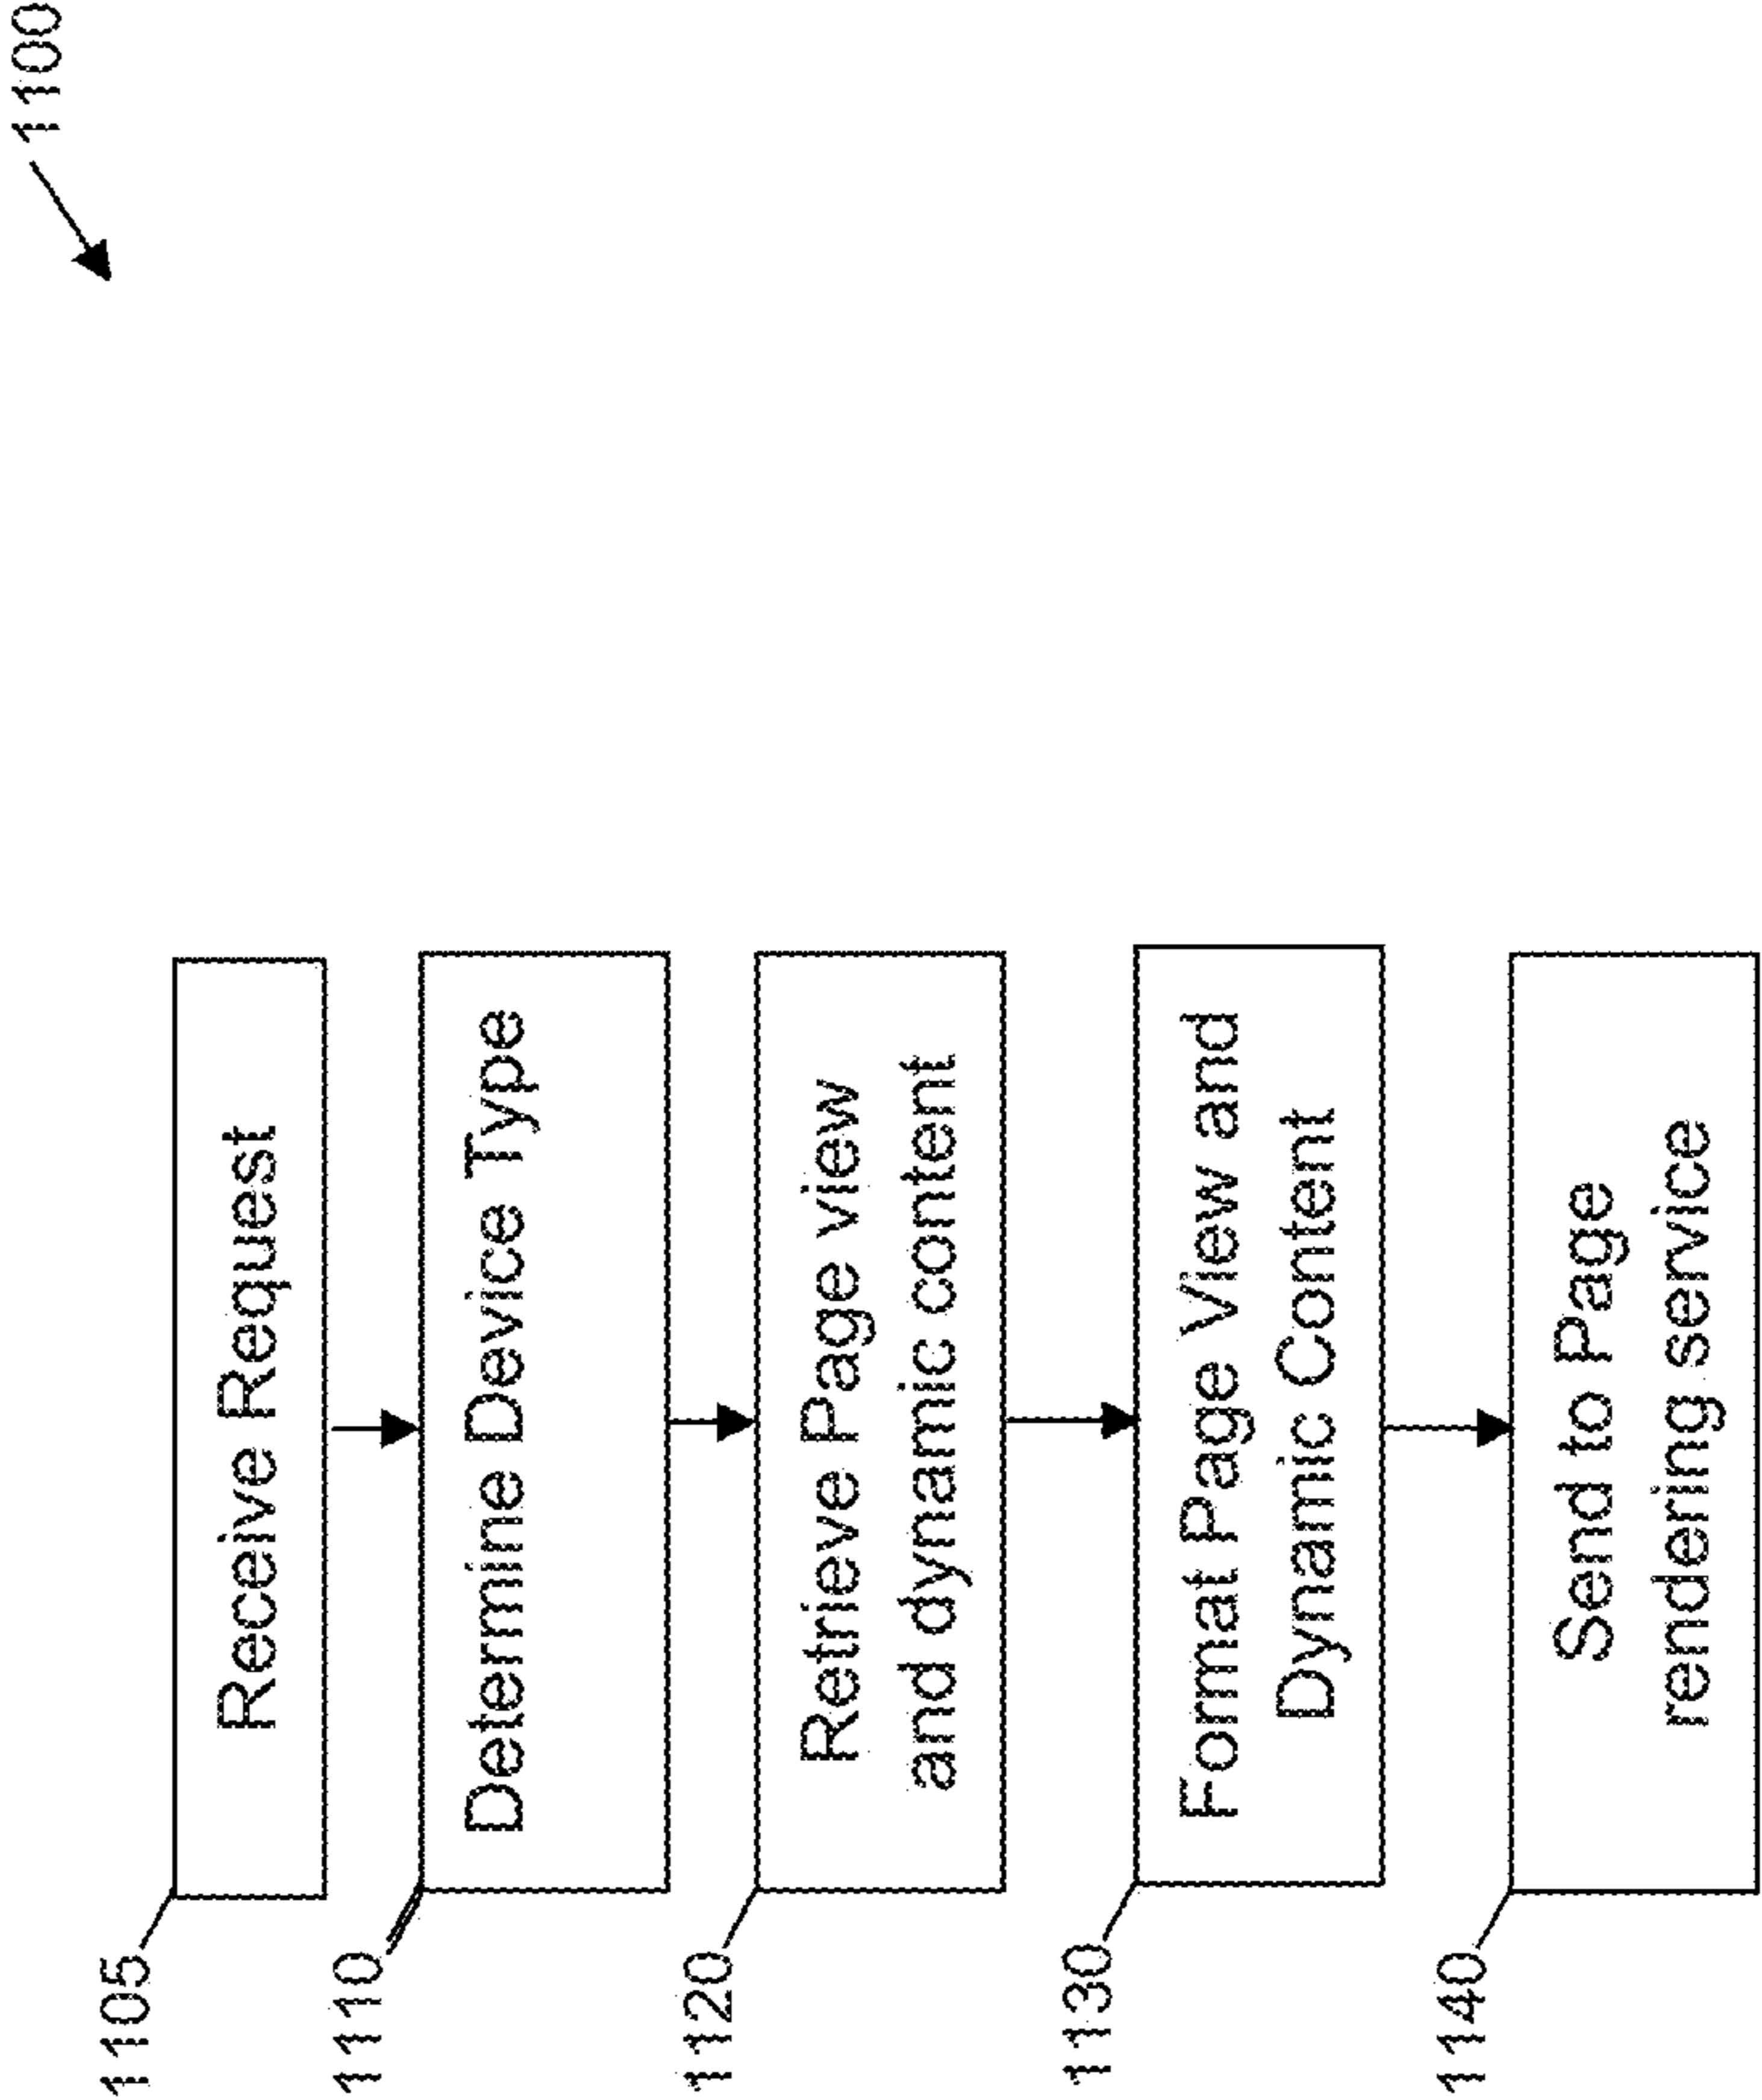 1100
1105
Receive Request
1110
Determine Device Type
1120
Retrieve Page view
and dynamic content
1130
Format Page View and
Dynamic Content
1140
Send to Page
rendering service